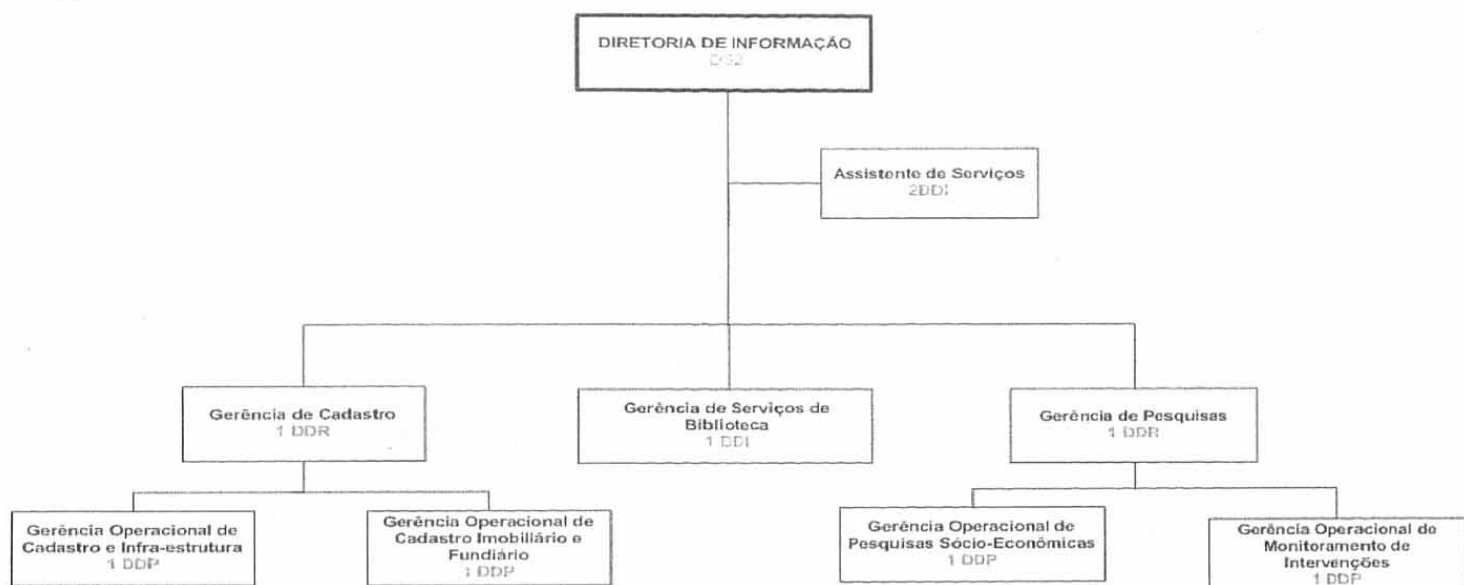 DIRETORIA DE INFORMAÇÃO
Assistente de Serviços
2DDI
Gerência de Cadastro
1 DDR
Gerência de Serviços de
Biblioteca
1 DDI
Gerência de Pesquisas
1 DDR
Gerência Operacional de
Cadastro e Infra-estrutura
1 DDP
Gerência Operacional de
Cadastro Imobiliário e
Fundiário
1 DDP
Gerência Operacional de
Pesquisas Sócio-Econômicas
1 DDP
Gerência Operacional de
Monitoramento de
Intervenções
1 DDP